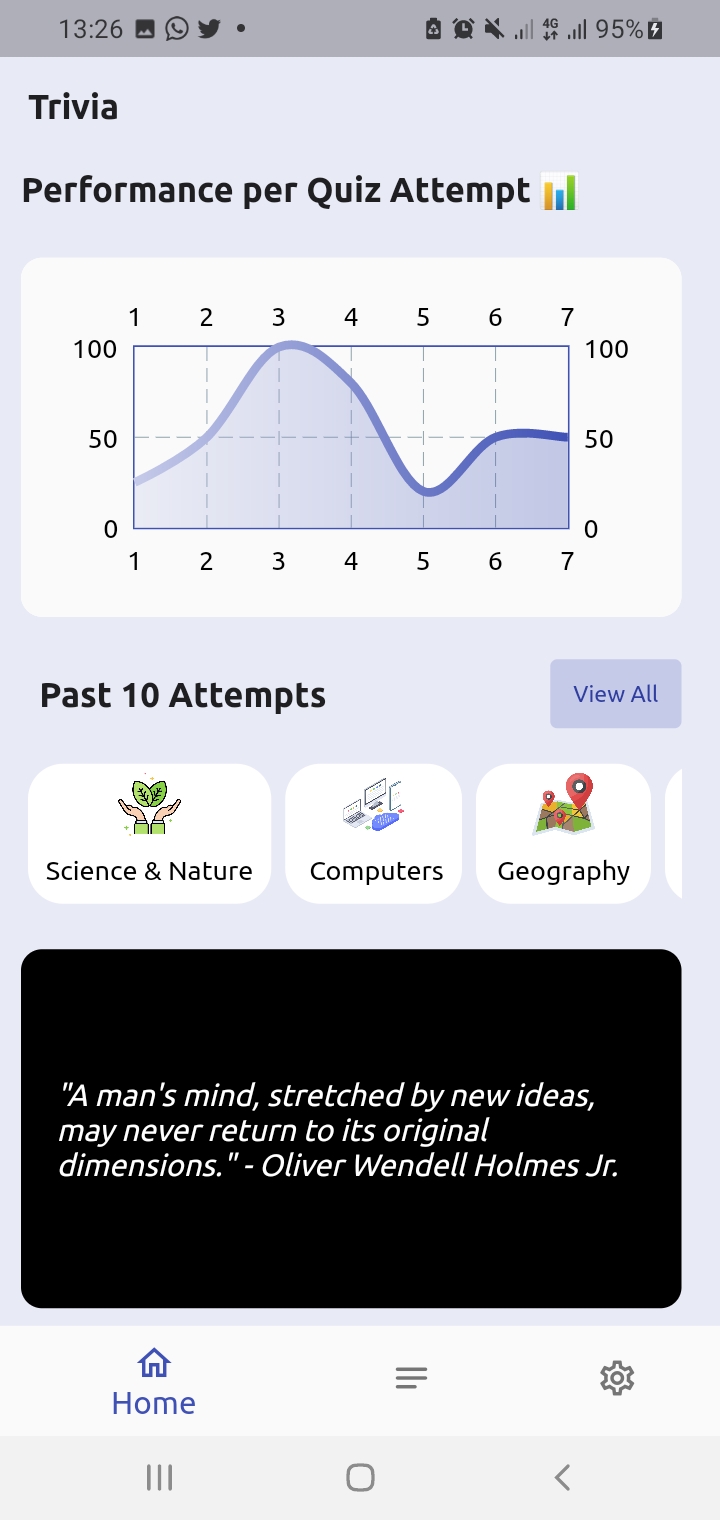 13:26 4G 95%
Trivia
Performance per Quiz Attempt
1 2 3 4 5 6 7
100 100
50 50
0 0
1 2 3 4 5 6 7
Past 10 Attempts View All
Science & Nature Computers Geography
"A man's mind, stretched by new ideas,
may never return to its original
dimensions." - Oliver Wendell Holmes Jr.
Home